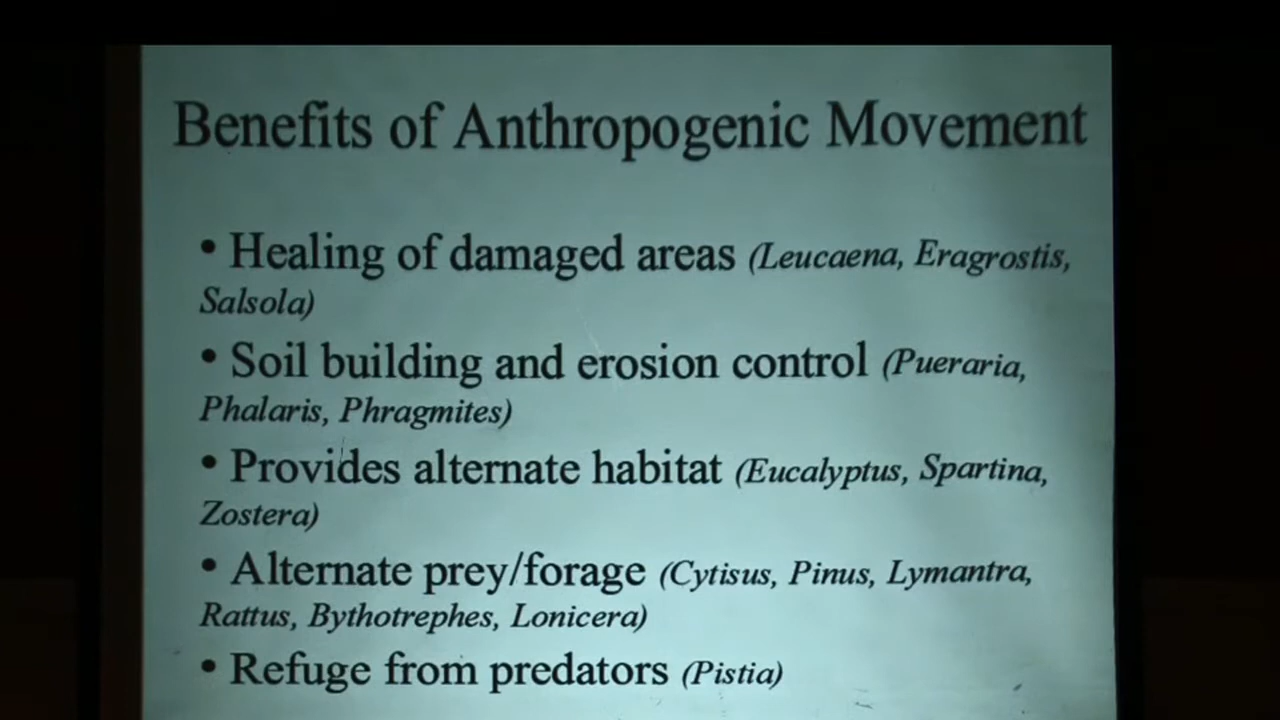 Benefits of Anthropogenic Movement
• Healing of damaged areas (Leucaena, Eragrostis,
Salsola)
• Soil building and erosion control (Pueraria,
Phalaris, Phragmites)
• Provides alternate habitat (Eucalyptus, Spartina,
Zostera)
• Alternate prey/forage (Cytisus, Pinus, Lymantra,
Rattus, Bythotrephes, Lonicera)
• Refuge from predators (Pistia)